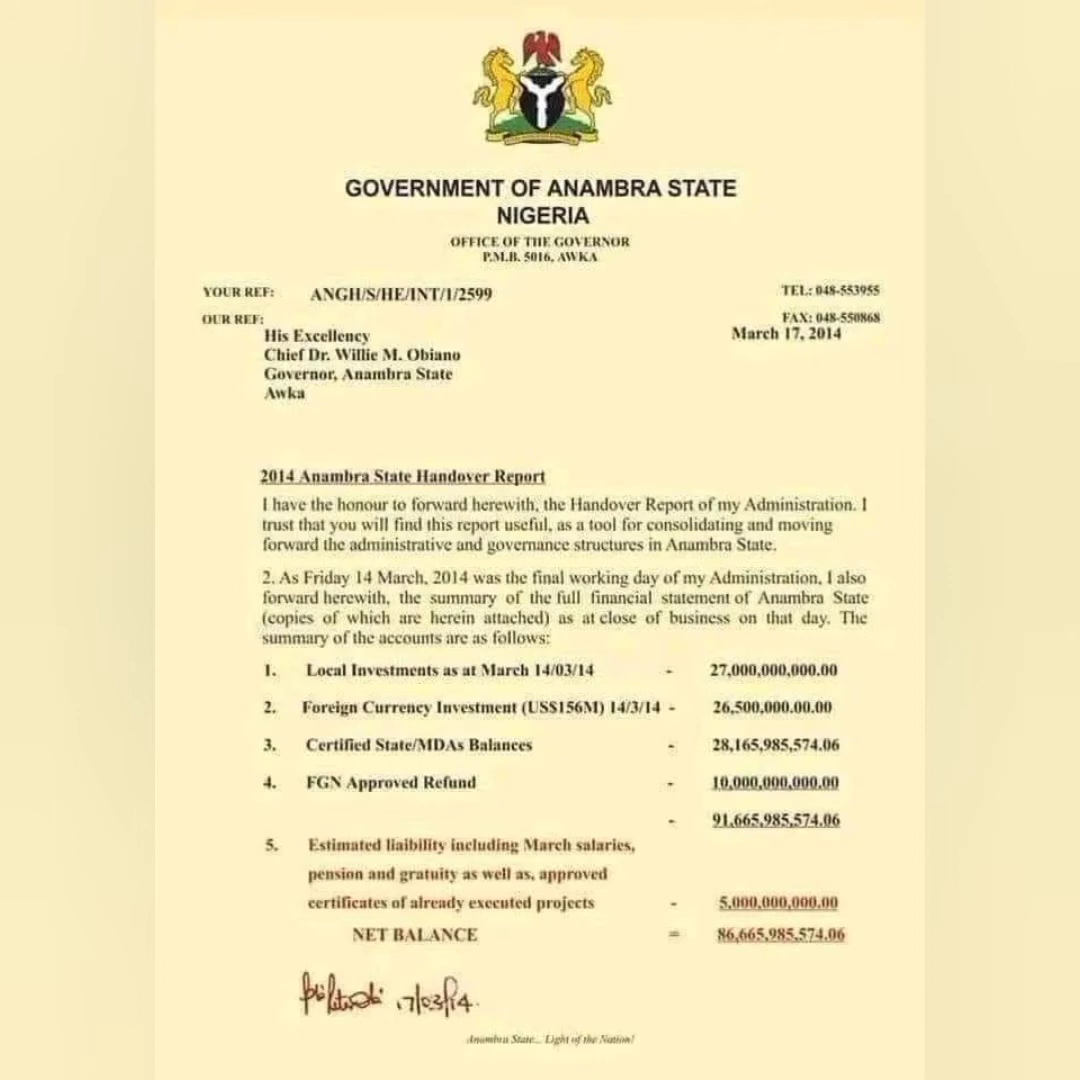 GOVERNMENT OF ANAMBRA STATE
NIGERIA
OFFICE OF THE GOVERNOR
P.M.B. 5016, AWKA
YOUR REF: ANGH/S/HE/INT/1/2599
TEL: 048-553955
OUR REF:
FAX: 048-550868
His Excellency
March 17, 2014
Chief Dr. Willie M. Obiano
Governor, Anambra State
Awka
2014 Anambra State Handover Report
I have the honour to forward herewith, the Handover Report of my Administration. I
trust that you will find this report useful, as a tool for consolidating and moving
forward the administrative and governance structures in Anambra State.
2. As Friday 14 March, 2014 was the final working day of my Administration, I also
forward herewith, the summary of the full financial statement of Anambra State
(copies of which are herein attached) as at close of business on that day. The
summary of the accounts are as follows:
1. Local Investments as at March 14/03/14 - 27,000,000,000.00
2. Foreign Currency Investment (US$156M) 14/3/14 - 26,500,000.00.00
3. Certified State/MDAs Balances - 28,165,985,574.06
4. FGN Approved Refund - 10,000,000,000.00
- 91,665,985,574.06
5. Estimated liaibility including March salaries,
pension and gratuity as well as, approved
certificates of already executed projects - 5,000,000,000.00
NET BALANCE = 86,665,985,574.06
17/03/14.
Anambra State... Light of the Nation!